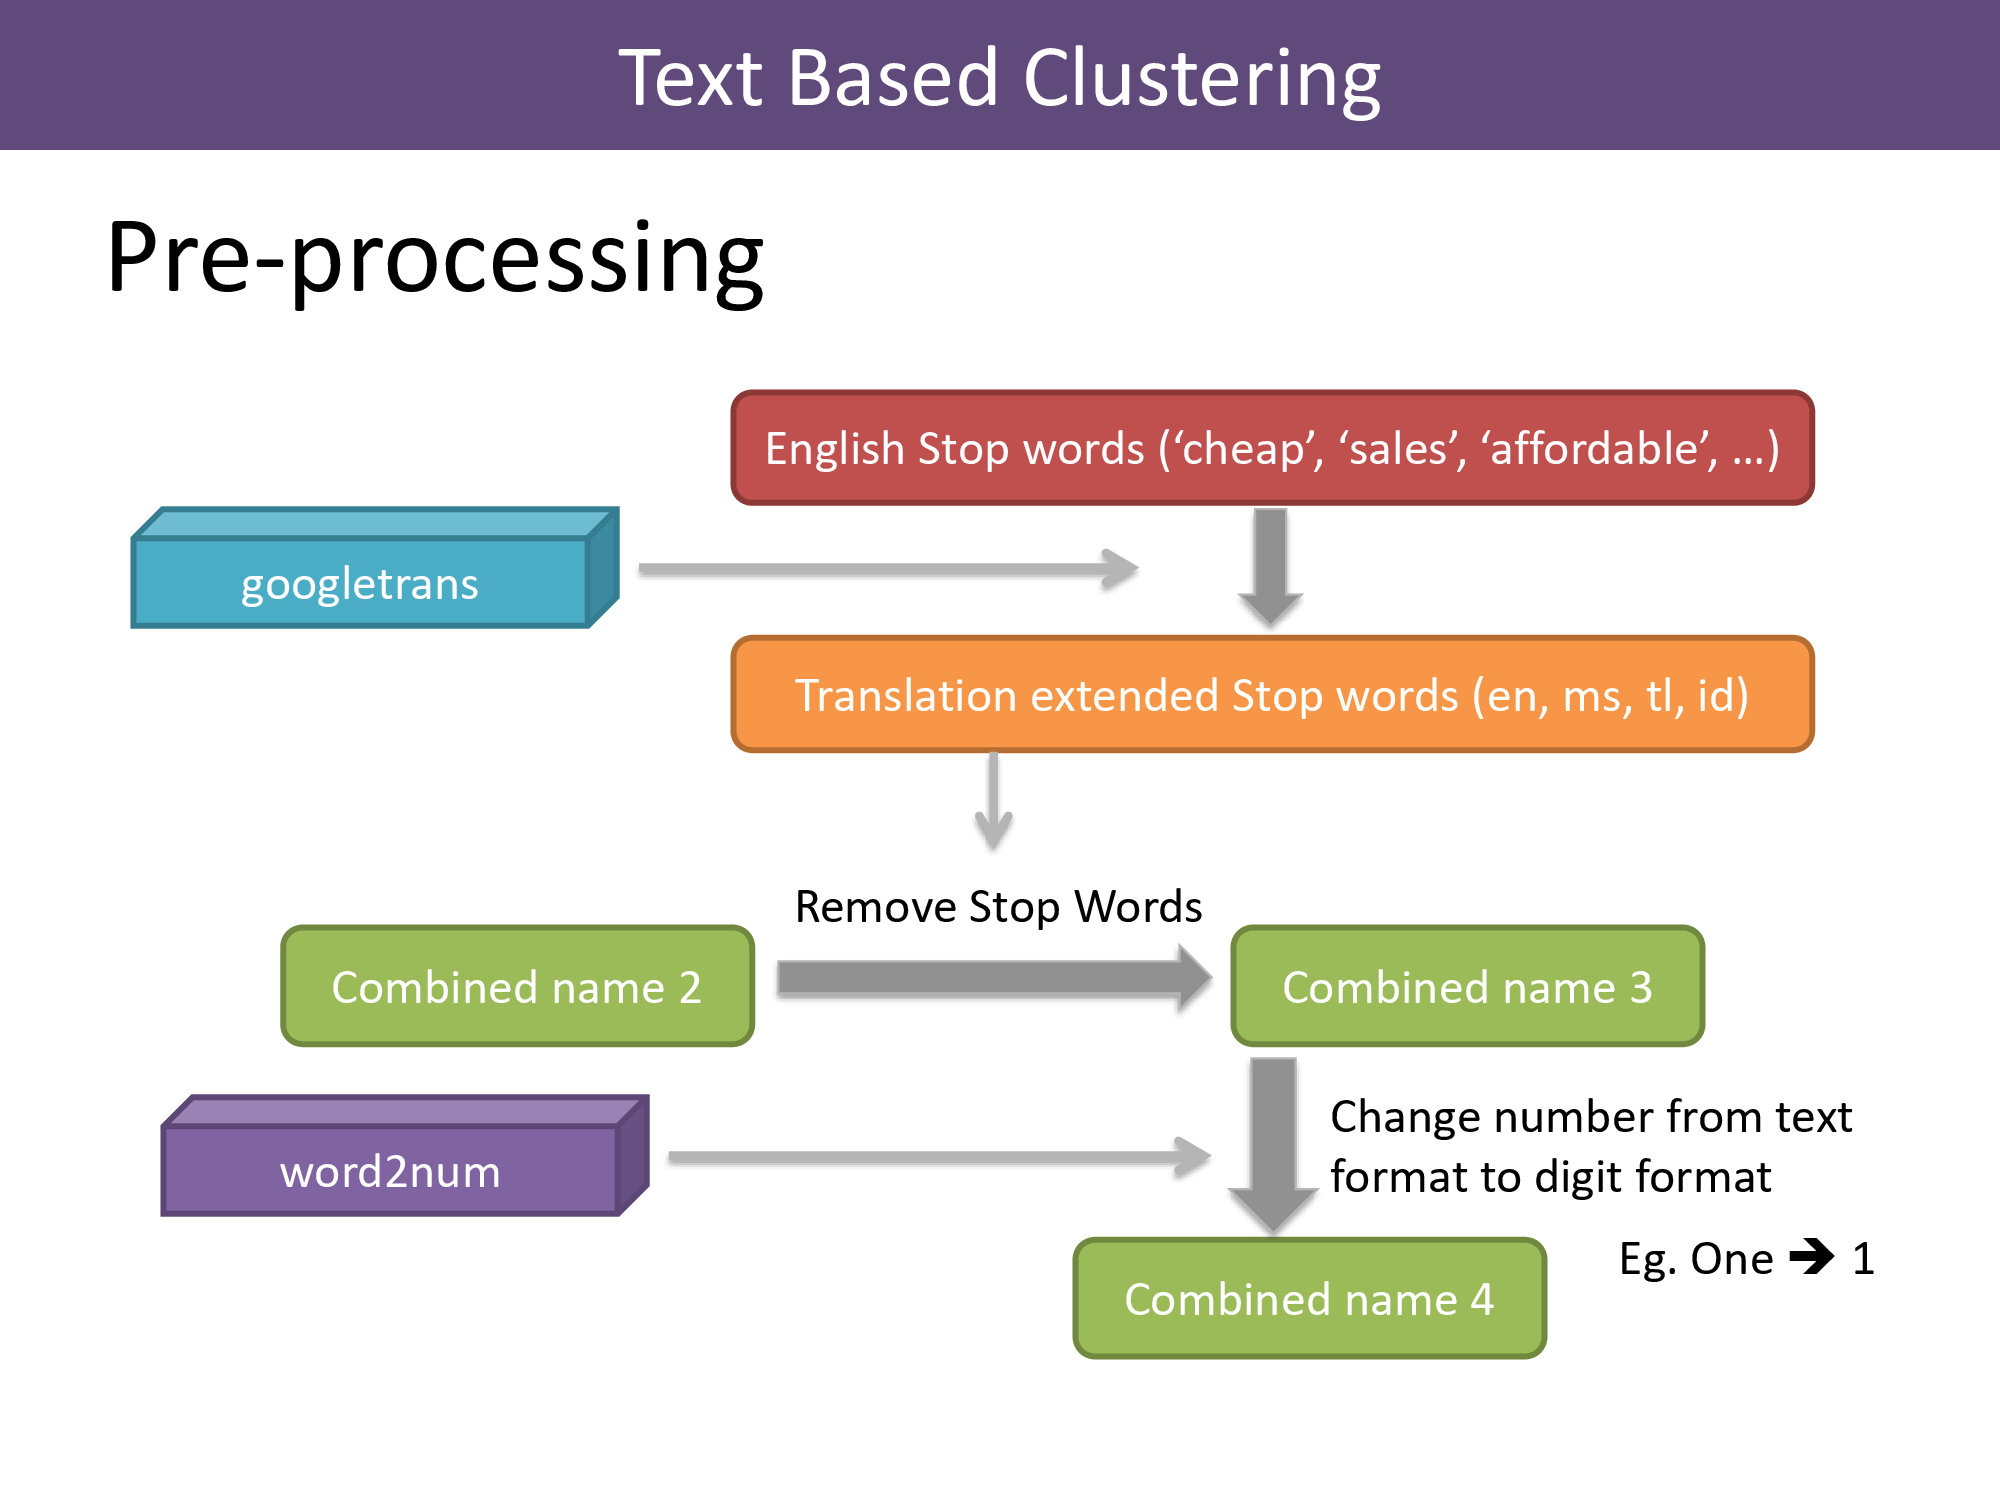 Text Based Clustering
Pre-processing
English Stop words (‘cheap’, ‘sales’, ‘affordable’, …)
googletrans
Translation extended Stop words (en, ms, tl, id)
Remove Stop Words
Combined name 2
Combined name 3
word2num
Change number from text
format to digit format
Eg. One ➔ 1
Combined name 4